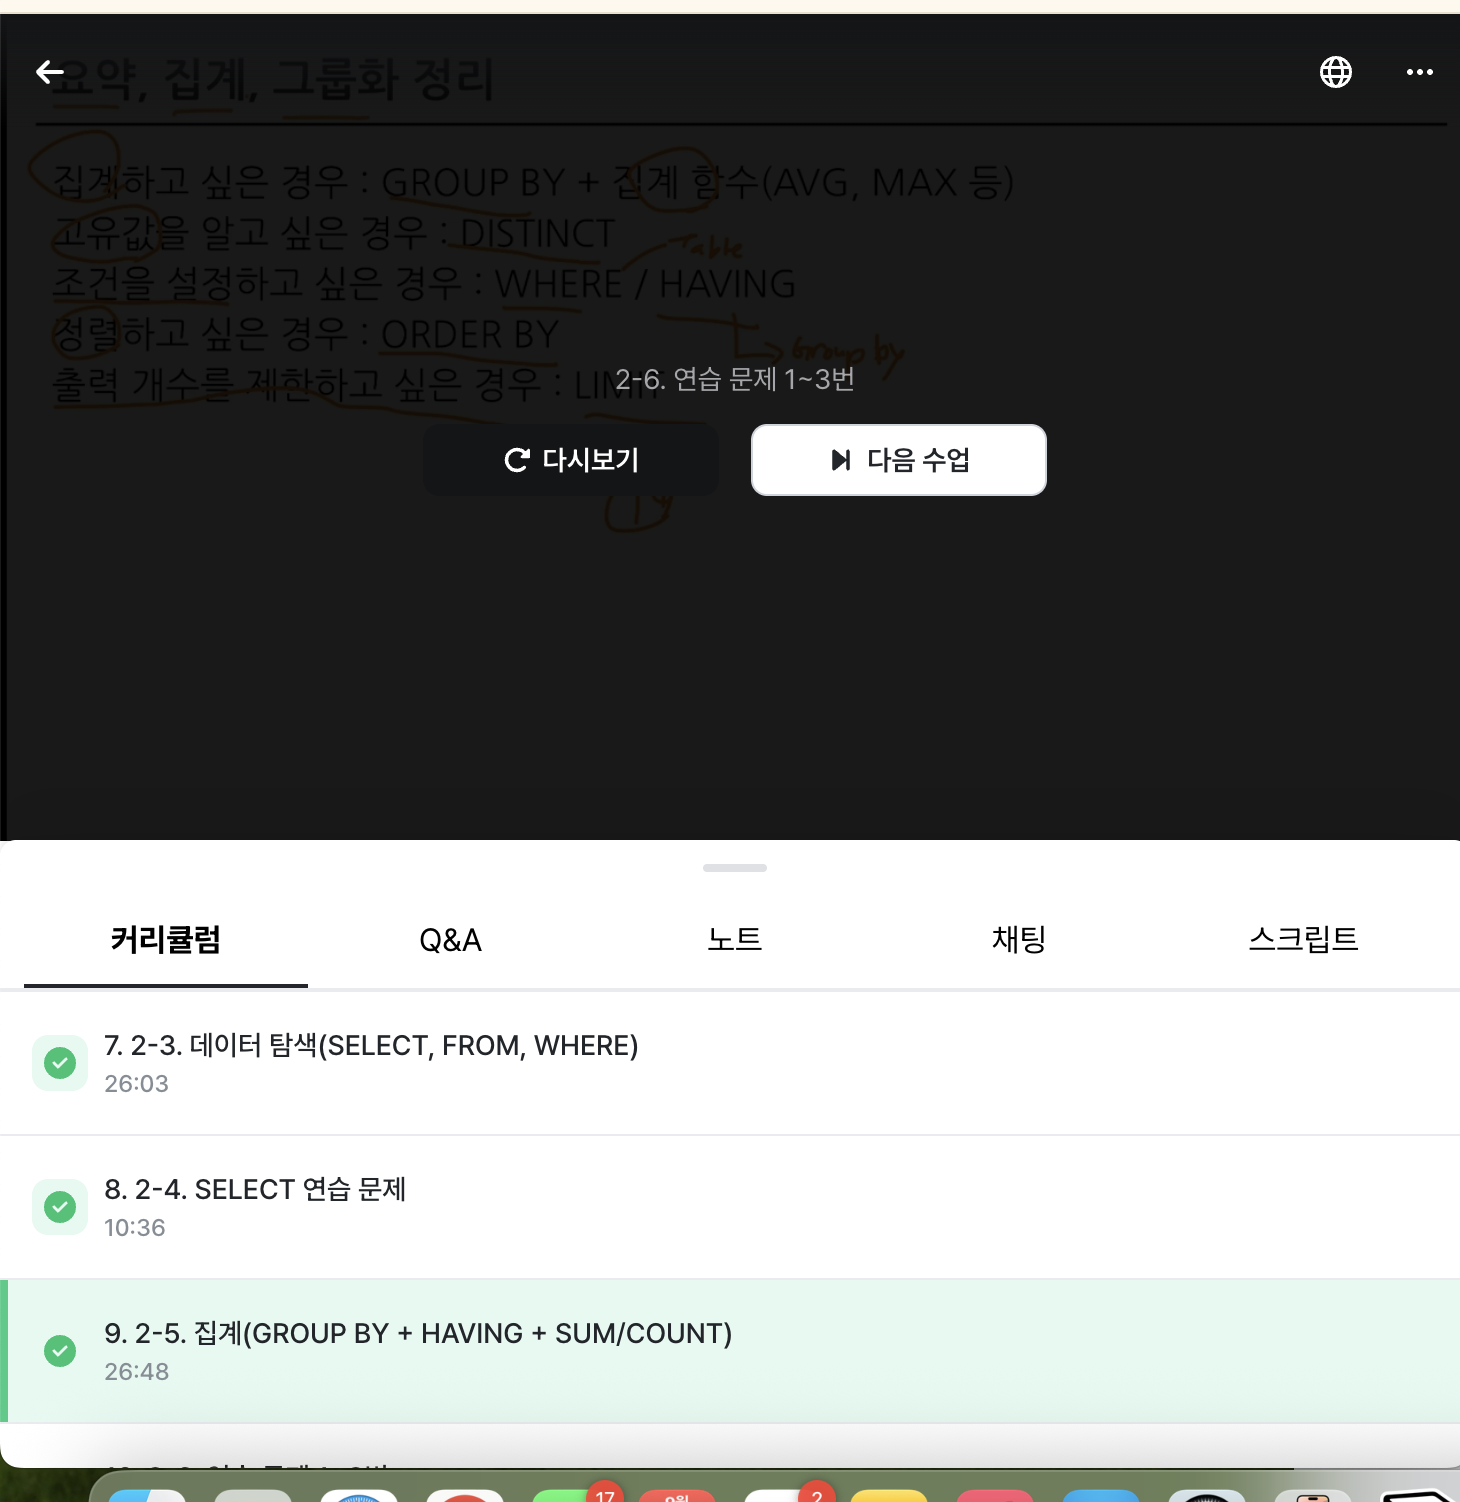 요약, 집계, 그룹화 정리
집계하고 싶은 경우 : GROUP BY + 집계 함수(AVG, MAX 등)
고유값을 알고 싶은 경우 : DISTINCT
Table
조건을 설정하고 싶은 경우 : WHERE / HAVING
정렬하고 싶은 경우 : ORDER BY
Group by
출력 개수를 제한하고 싶은 경우 : LIMIT
2-6. 연습 문제 1~3번
다시보기
다음 수업
커리큘럼 Q&A 노트 채팅 스크립트
7. 2-3. 데이터 탐색(SELECT, FROM, WHERE)
26:03
8. 2-4. SELECT 연습 문제
10:36
9. 2-5. 집계(GROUP BY + HAVING + SUM/COUNT)
26:48
17
2